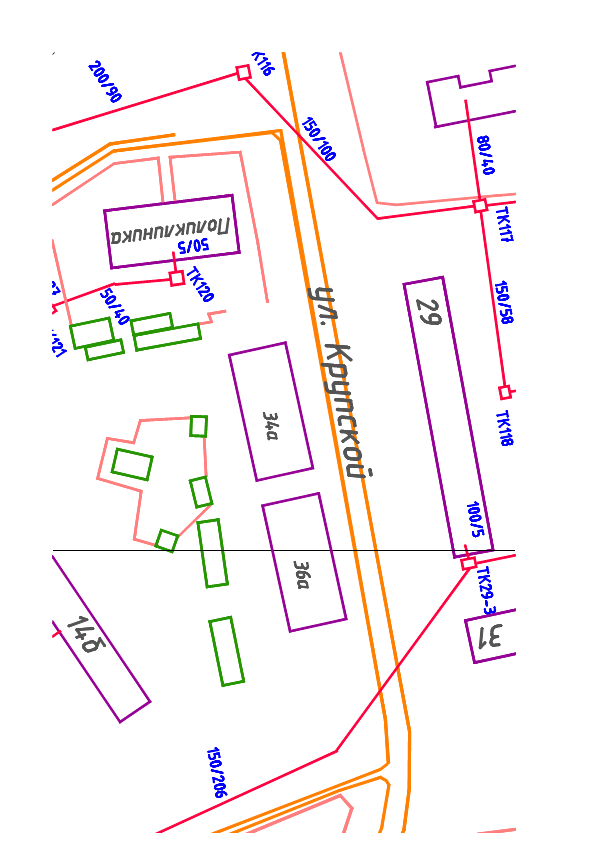 200/90
150/100
80/40
ТК117
Поликлиника
50/5
ТК120
50/40
150/58
29
ул. Крупской
34а
ТК118
100/5
36а
ТК29-3
31
14б
150/206